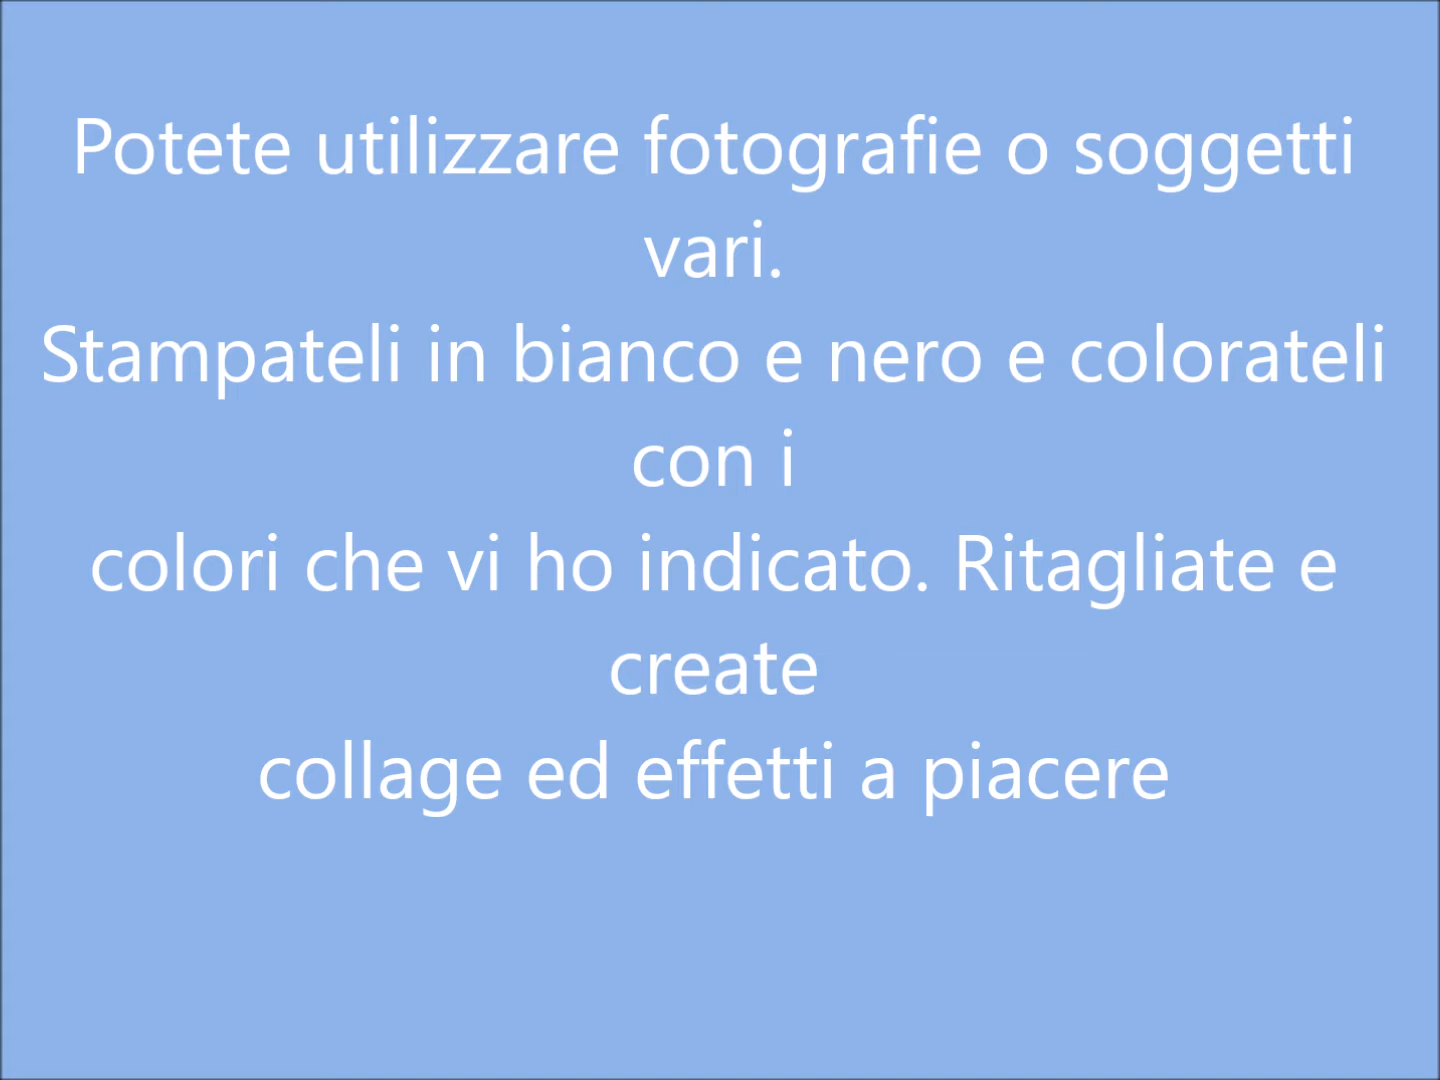 Potete utilizzare fotografie o soggetti
vari.
Stampateli in bianco e nero e colorateli
con i
colori che vi ho indicato. Ritagliate e
create
collage ed effetti a piacere